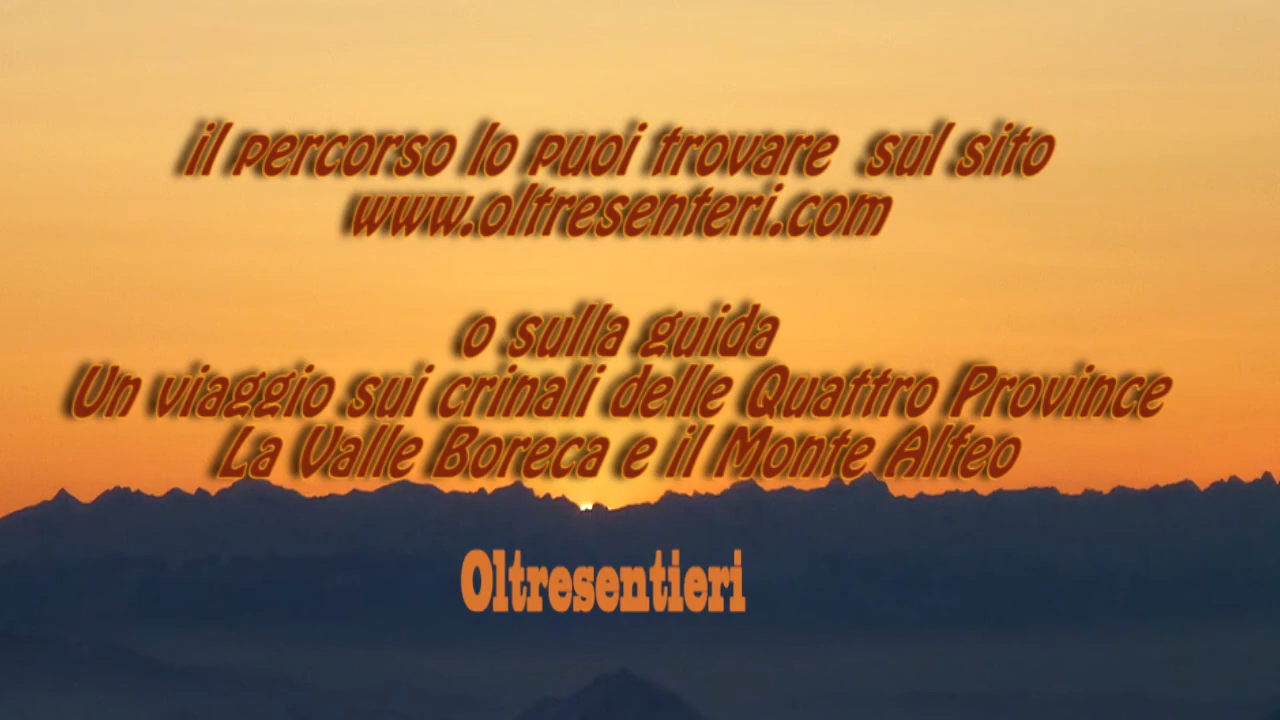 il percorso lo puoi trovare sul sito
www.oltresenteri.com
o sulla guida
Un viaggio sui crinali delle Quattro Province
La Valle Boreca e il Monte Alfeo
Oltresentieri